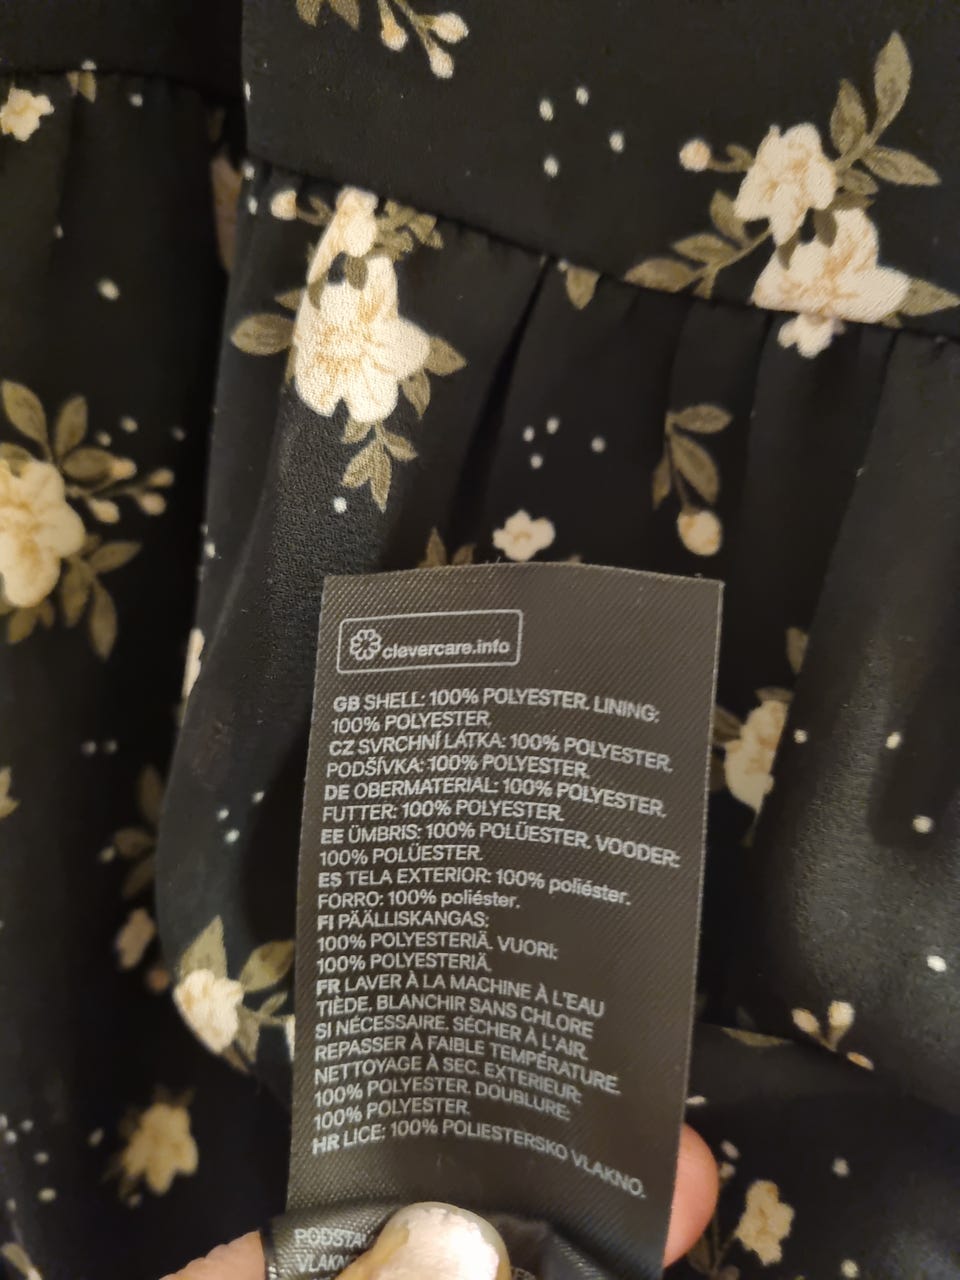 clevercare.info
GB SHELL: 100% POLYESTER. LINING:
100% POLYESTER.
CZ SVRCHNÍ LÁTKA: 100% POLYESTER.
PODŠÍVKA: 100% POLYESTER.
DE OBERMATERIAL: 100% POLYESTER.
FUTTER: 100% POLYESTER.
EE ÜMBRIS: 100% POLÜESTER. VOODER:
100% POLÜESTER.
ES TELA EXTERIOR: 100% poliéster.
FORRO: 100% poliéster.
FI PÄÄLLISKANGAS:
100% POLYESTERIÄ. VUORI:
100% POLYESTERIÄ.
FR LAVER À LA MACHINE À L'EAU
TIÈDE. BLANCHIR SANS CHLORE
SI NÉCESSAIRE. SÉCHER À L'AIR.
REPASSER À FAIBLE TEMPÉRATURE.
NETTOYAGE À SEC. EXTERIEUR:
100% POLYESTER. DOUBLURE:
100% POLYESTER.
HR LICE: 100% POLIESTERSKO VLAKNO.